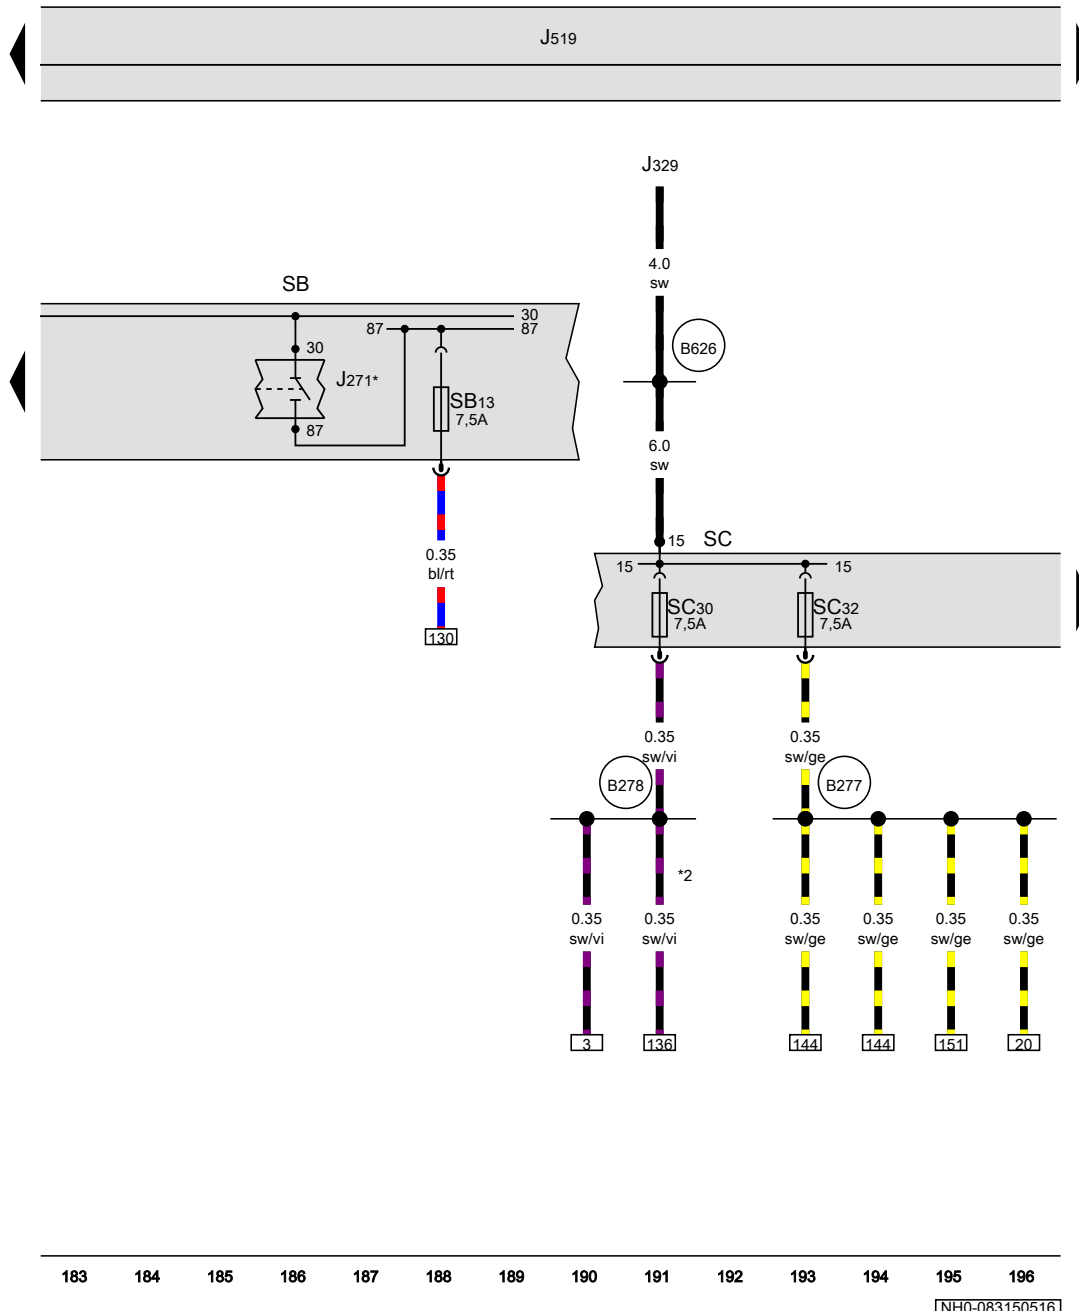 J519
J329
4.0
sw
SB
30
87 87
30
B626
J271*
SB13
7,5A
87
6.0
sw
15 SC
15 15
0.35
bl/rt
SC30 SC32
7,5A 7,5A
130
0.35 0.35
sw/vi sw/ge
B278 B277
*2
0.35 0.35 0.35 0.35 0.35 0.35
sw/vi sw/vi sw/ge sw/ge sw/ge sw/ge
3 136 144 144 151 20
183 184 185 186 187 188 189 190 191 192 193 194 195 196
NH0-083150516